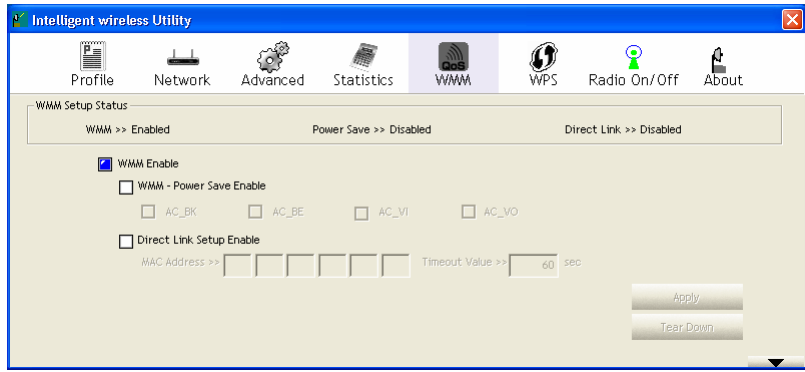 Intelligent wireless Utility
Profile Network Advanced Statistics QoS WMM WPS Radio On/Off About
WMM Setup Status
WMM >> Enabled Power Save >> Disabled Direct Link >> Disabled
WMM Enable
WMM - Power Save Enable
AC_BK AC_BE AC_VI AC_VO
Direct Link Setup Enable
MAC Address >> Timeout Value >> 60 sec
Apply
Tear Down